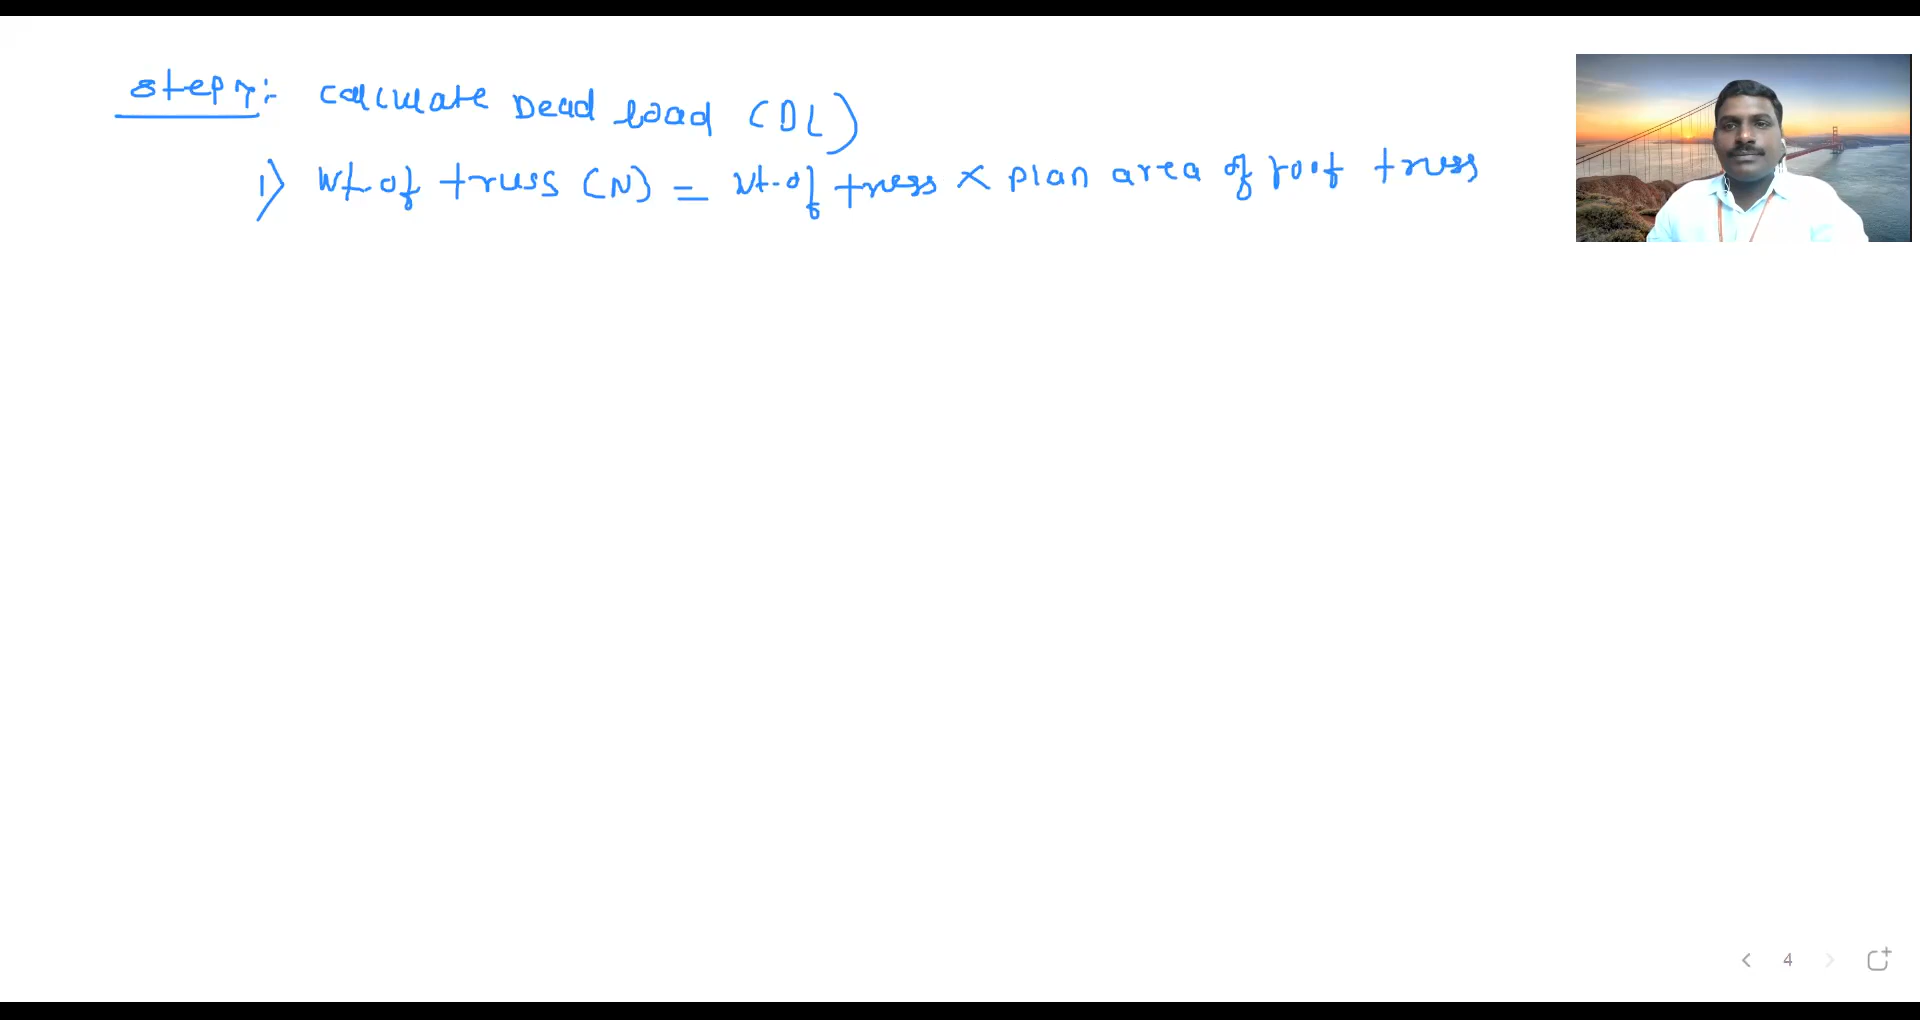 step 7:- calculate Dead load (DL)
1) Wt. of truss (N) = Wt. of truss × plan area of roof truss
4